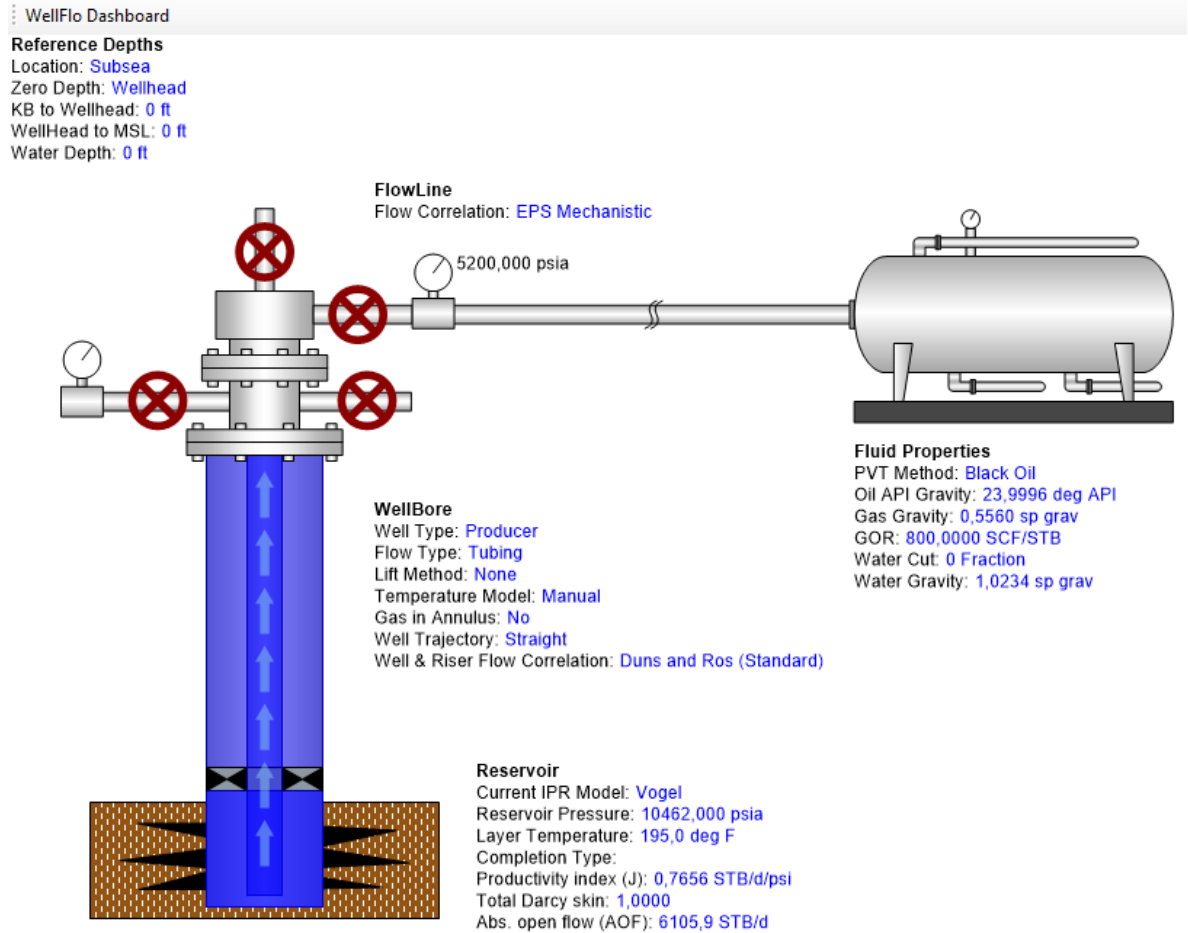 WellFlo Dashboard
Reference Depths
Location: Subsea
Zero Depth: Wellhead
KB to Wellhead: 0 ft
WellHead to MSL: 0 ft
Water Depth: 0 ft
FlowLine
Flow Correlation: EPS Mechanistic
5200,000 psia
Fluid Properties
PVT Method: Black Oil
Oil API Gravity: 23,9996 deg API
Gas Gravity: 0,5560 sp grav
GOR: 800,0000 SCF/STB
Water Cut: 0 Fraction
Water Gravity: 1,0234 sp grav
WellBore
Well Type: Producer
Flow Type: Tubing
Lift Method: None
Temperature Model: Manual
Gas in Annulus: No
Well Trajectory: Straight
Well & Riser Flow Correlation: Duns and Ros (Standard)
Reservoir
Current IPR Model: Vogel
Reservoir Pressure: 10462,000 psia
Layer Temperature: 195,0 deg F
Completion Type:
Productivity index (J): 0,7656 STB/d/psi
Total Darcy skin: 1,0000
Abs. open flow (AOF): 6105,9 STB/d